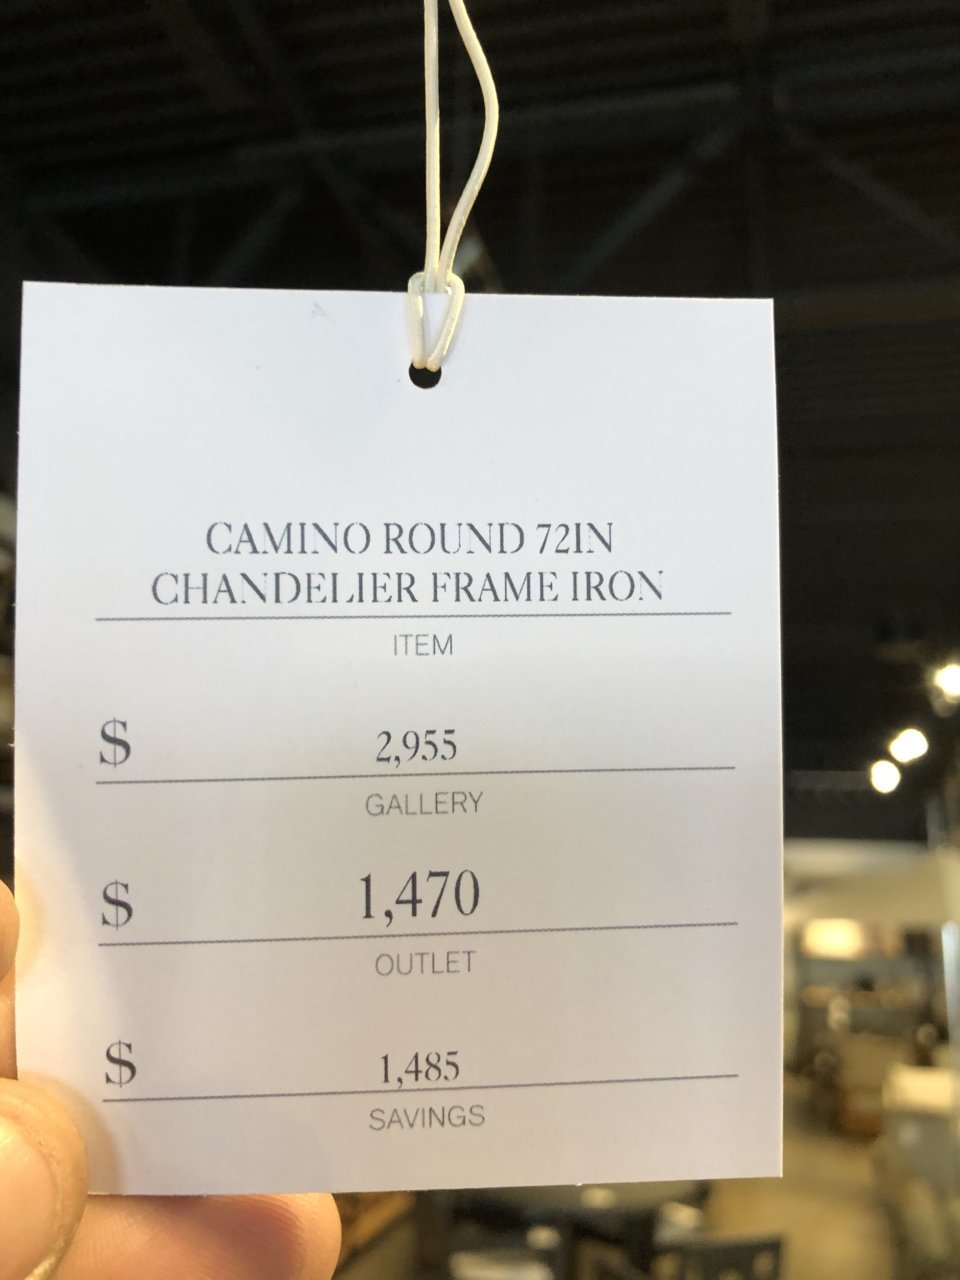 CAMINO ROUND 72IN
CHANDELIER FRAME IRON
ITEM
$ 2,955
GALLERY
$ 1,470
OUTLET
$ 1,485
SAVINGS